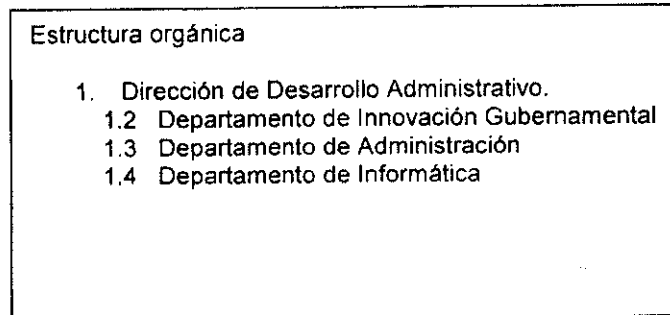 Estructura orgánica
1. Dirección de Desarrollo Administrativo.
1.2 Departamento de Innovación Gubernamental
1.3 Departamento de Administración
1.4 Departamento de Informática